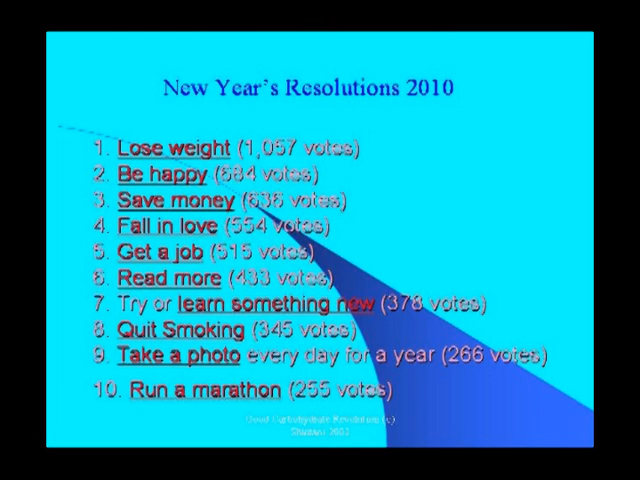 New Year's Resolutions 2010
1. Lose weight (1,057 votes)
2. Be happy (684 votes)
3. Save money (636 votes)
4. Fall in love (554 votes)
5. Get a job (515 votes)
6. Read more (433 votes)
7. Try or learn something new (378 votes)
8. Quit Smoking (345 votes)
9. Take a photo every day for a year (266 votes)
10. Run a marathon (255 votes)
Good Carbohydrate Revolution (c)